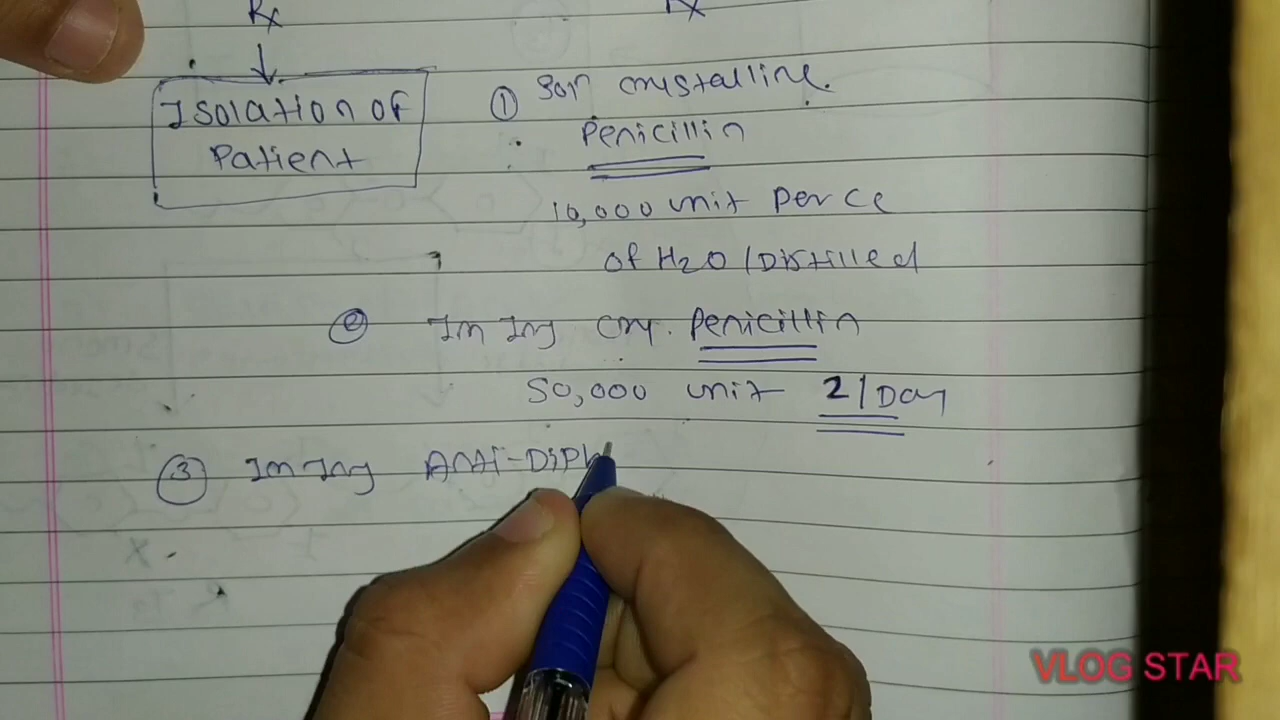 Rx
Rx
Isolation of
Patient
① Sol^n crystalline
Penicillin
10,000 unit Per cc
of H2O / Distilled
② Im Inj cry. Penicillin
50,000 unit 2/Day
③ Im Inj Anti-Diph
VLOG STAR